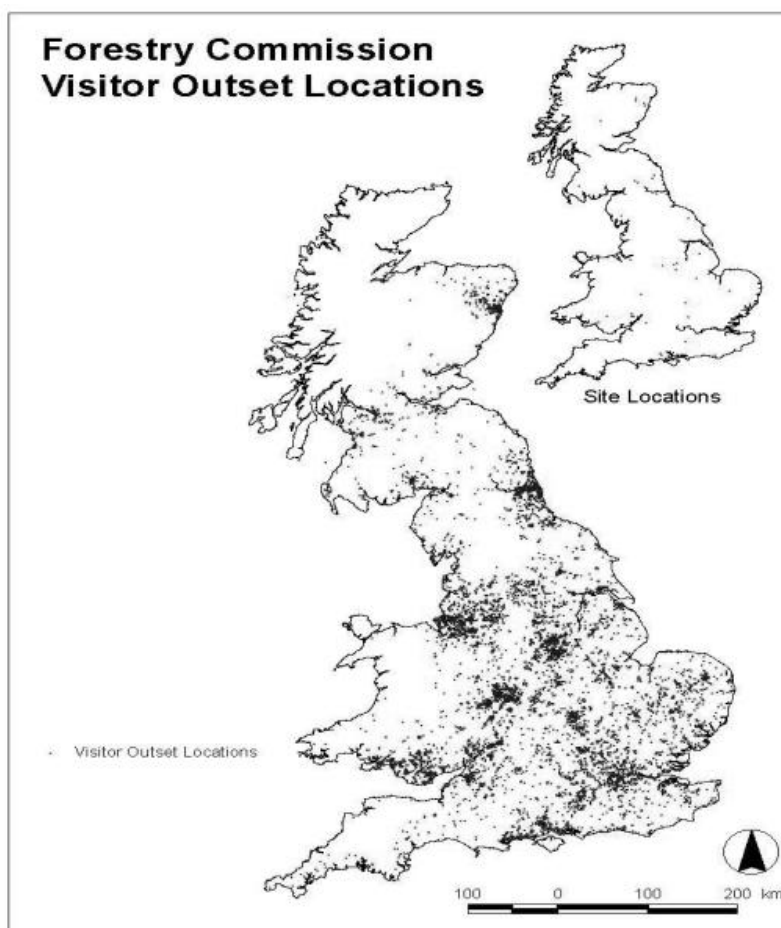 Forestry Commission
Visitor Outset Locations
Site Locations
Visitor Outset Locations
100 0 100 200 km